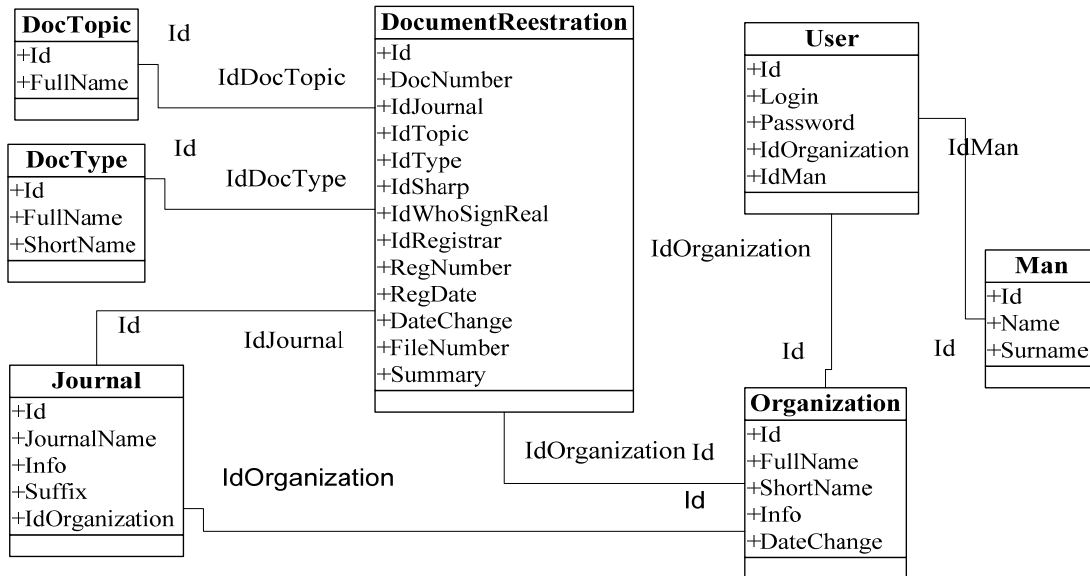 DocTopic
+Id
+FullName
Id
IdDocTopic
DocType
+Id
+FullName
+ShortName
Id
IdDocType
Journal
+Id
+JournalName
+Info
+Suffix
+IdOrganization
Id
IdJournal
DocumentReestration
+Id
+DocNumber
+IdJournal
+IdTopic
+IdType
+IdSharp
+IdWhoSignReal
+IdRegistrar
+RegNumber
+RegDate
+DateChange
+FileNumber
+Summary
IdOrganization Id
IdOrganization
Id
User
+Id
+Login
+Password
+IdOrganization
+IdMan
IdMan
Id
IdOrganization
Id
Man
+Id
+Name
+Surname
Organization
+Id
+FullName
+ShortName
+Info
+DateChange